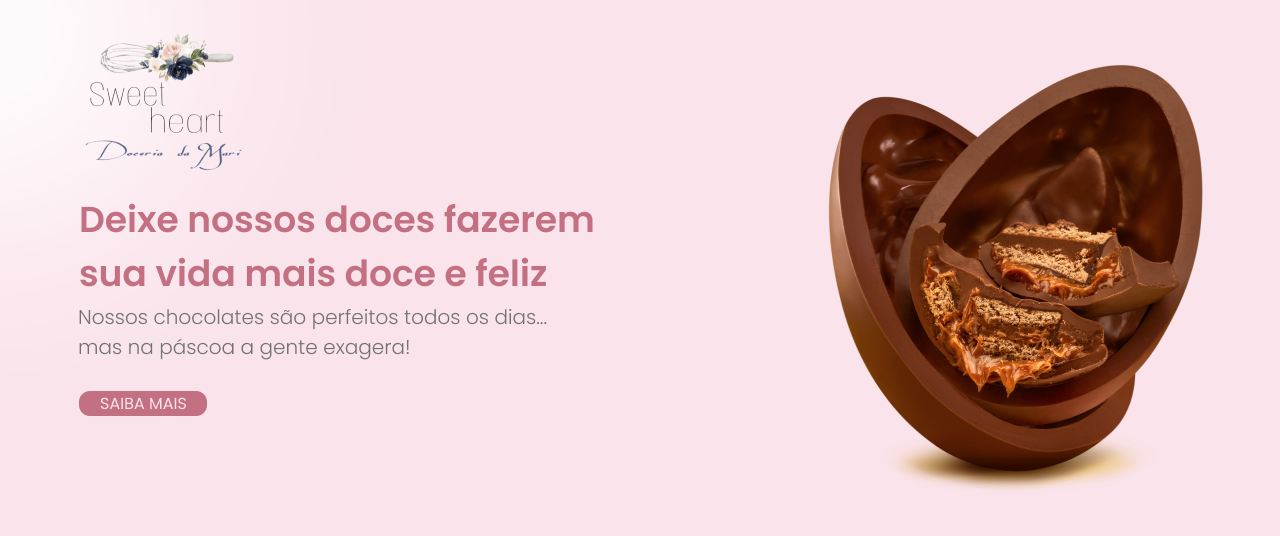 Sweet
heart
Doceria da Mari
Deixe nossos doces fazerem
sua vida mais doce e feliz
Nossos chocolates são perfeitos todos os dias...
mas na páscoa a gente exagera!
SAIBA MAIS